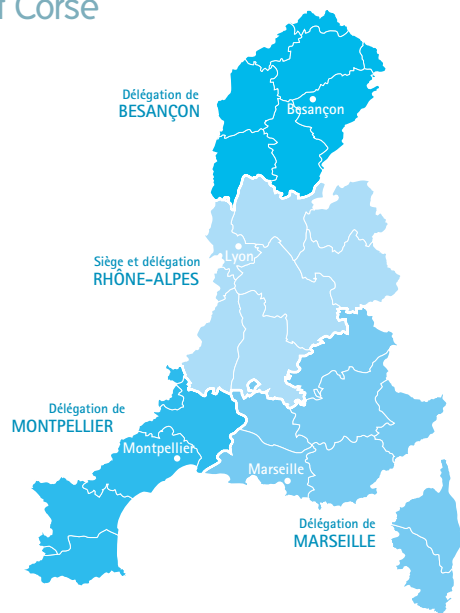 f Corse
Délégation de
BESANÇON
Besançon
Siège et délégation
RHÔNE-ALPES
Lyon
Délégation de
MONTPELLIER
Montpellier
Marseille
Délégation de
MARSEILLE